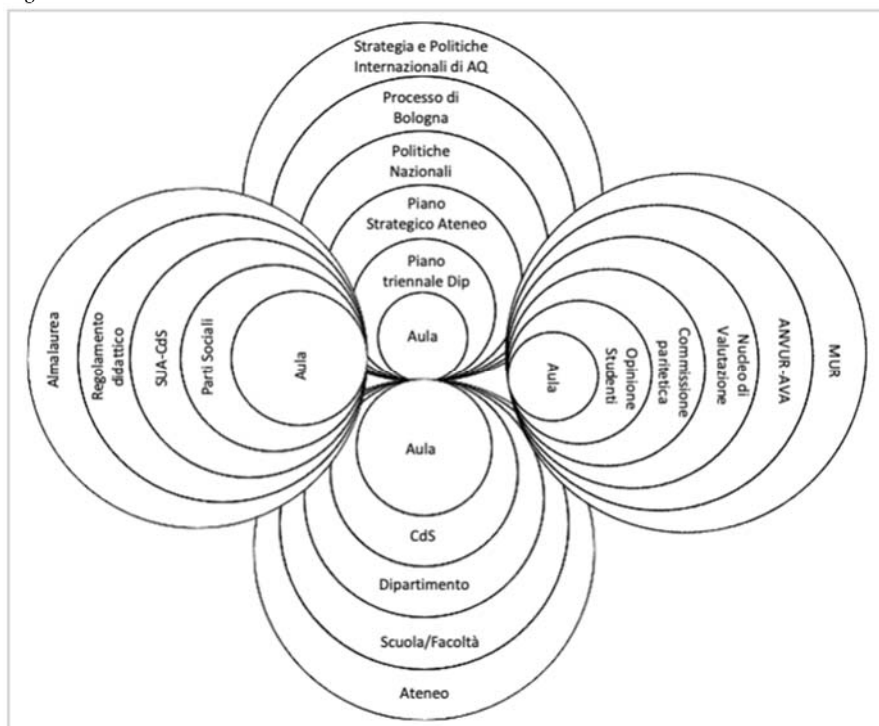 Strategia e Politiche
Internazionali di AQ
Processo di
Bologna
Politiche
Nazionali
Piano
Strategico Ateneo
Piano
triennale Dip
Aula
Almalaurea
Regolamento
didattico
SUA-CdS
Parti Sociali
Aula
Aula
Opinione
Studenti
Commissione
paritetica
Nucleo di
Valutazione
ANVUR-AVA
MUR
Aula
CdS
Dipartimento
Scuola/Facoltà
Ateneo